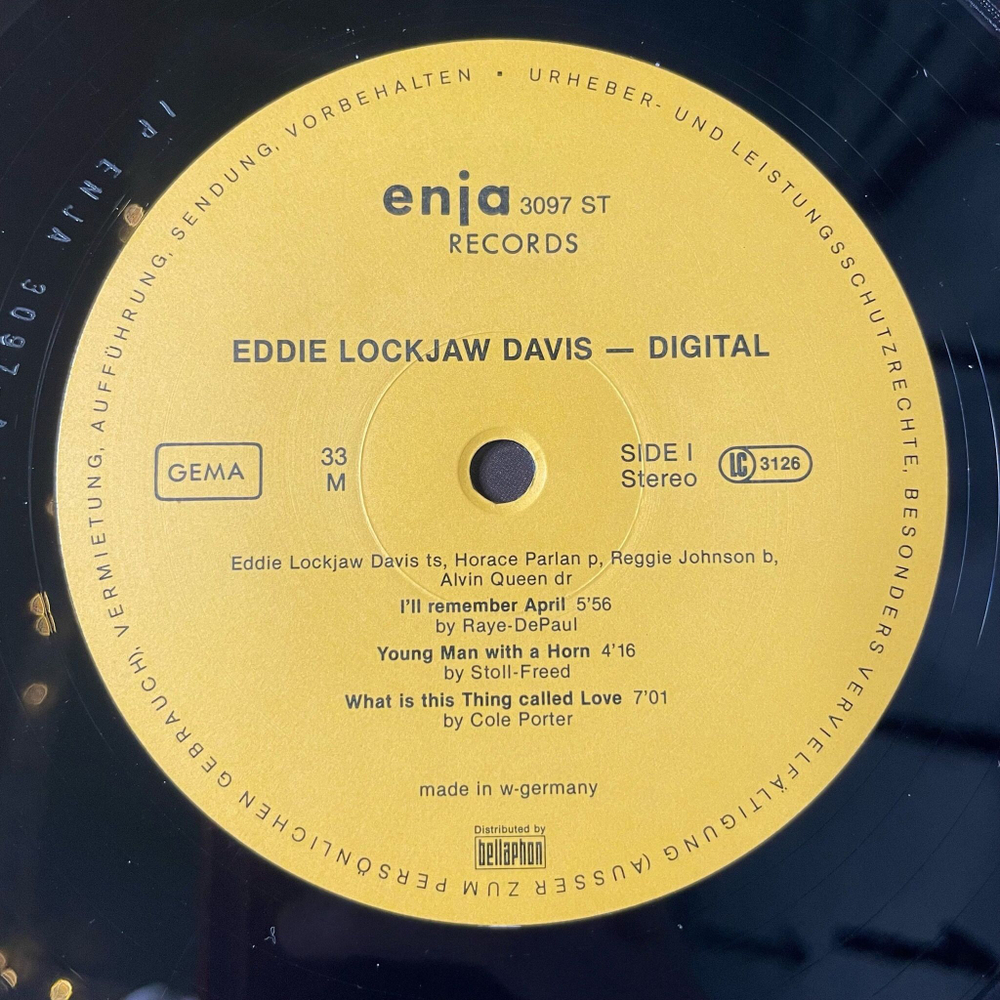 URHEBER- UND LEISTUNGSSCHUTZRECHTE, BESONDERS VERVIELFÄLTIGUNG (AUSSER ZUM PERSÖNLICHEN GEBRAUCH), VERMIETUNG, AUFFÜHRUNG, SENDUNG, VORBEHALTEN •
enja 3097 ST
RECORDS
EDDIE LOCKJAW DAVIS — DIGITAL
GEMA
33
M
SIDE I
Stereo
LC 3126
Eddie Lockjaw Davis ts, Horace Parlan p, Reggie Johnson b,
Alvin Queen dr
I'll remember April 5'56
by Raye-DePaul
Young Man with a Horn 4'16
by Stoll-Freed
What is this Thing called Love 7'01
by Cole Porter
made in w-germany
Distributed by
bellaphon
ENJA 3097